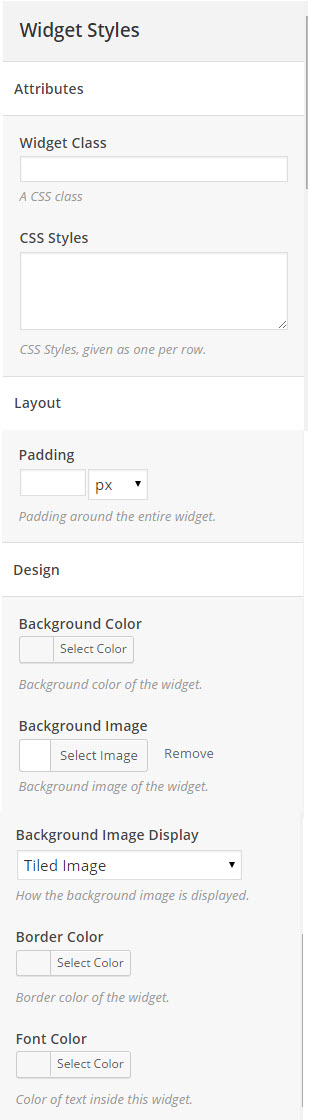 Widget Styles
Attributes
Widget Class
A CSS class
CSS Styles
CSS Styles, given as one per row.
Layout
Padding
px
Padding around the entire widget.
Design
Background Color
Select Color
Background color of the widget.
Background Image
Select Image Remove
Background image of the widget.
Background Image Display
Tiled Image
How the background image is displayed.
Border Color
Select Color
Border color of the widget.
Font Color
Select Color
Color of text inside this widget.